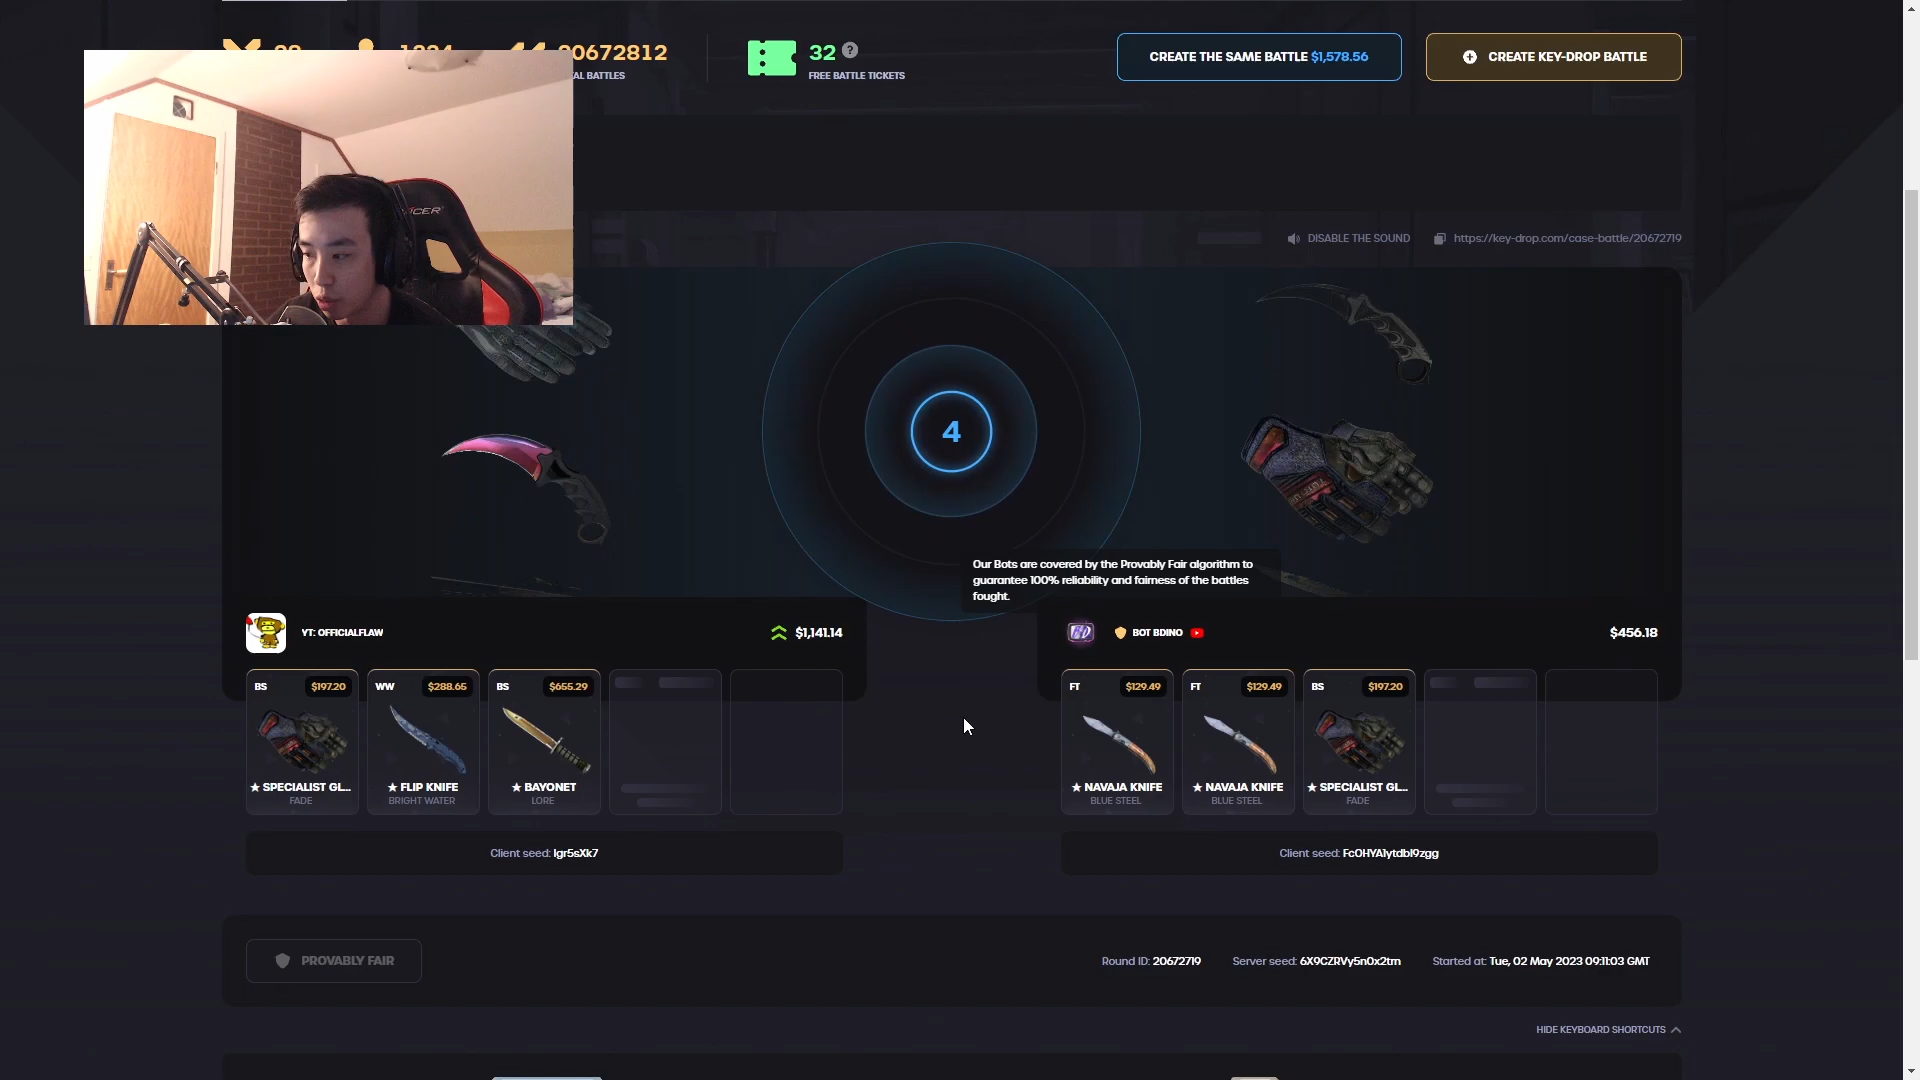 20672812
AL BATTLES
32 ?
FREE BATTLE TICKETS
CREATE THE SAME BATTLE $1,578.56
CREATE KEY-DROP BATTLE
DISABLE THE SOUND
https://key-drop.com/case-battle/20672719
4
Our Bots are covered by the Provably Fair algorithm to
guarantee 100% reliability and fairness of the battles
fought.
YT: OFFICIALFLAW
$1,141.14
BOT BDINO
$456.18
BS $197.20
WW $288.65
BS $655.29
FT $129.49
FT $129.49
BS $197.20
★ SPECIALIST GL...
FADE
★ FLIP KNIFE
BRIGHT WATER
★ BAYONET
LORE
★ NAVAJA KNIFE
BLUE STEEL
★ NAVAJA KNIFE
BLUE STEEL
★ SPECIALIST GL...
FADE
Client seed: lgr5sXk7
Client seed: FcOHYA1ytdbl9zgg
PROVABLY FAIR
Round ID: 20672719
Server seed: 6X9CZRVy5n0x2tm
Started at: Tue, 02 May 2023 09:11:03 GMT
HIDE KEYBOARD SHORTCUTS